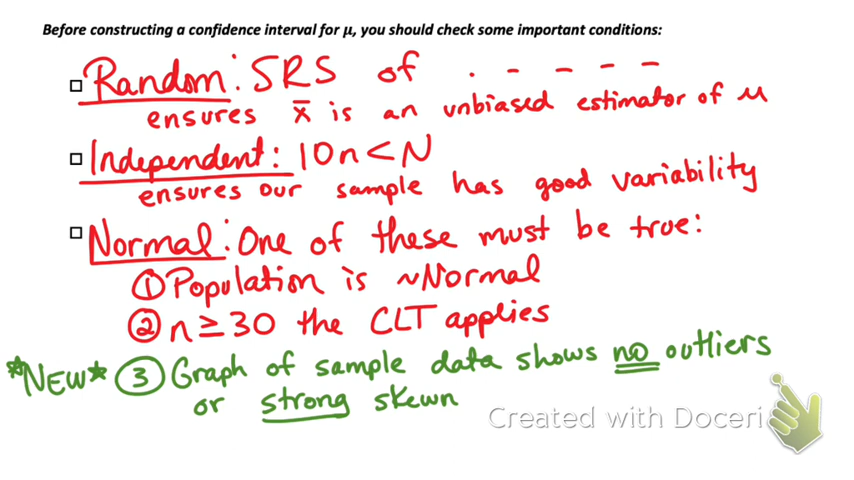 Before constructing a confidence interval for μ, you should check some important conditions:
Random: SRS of . - - - -
ensures x̄ is an unbiased estimator of μ
Independent: 10n < N
ensures our sample has good variability
Normal: One of these must be true:
① Population is ~Normal
② n ≥ 30 the CLT applies
*NEW* ③ Graph of sample data shows no outliers
or strong skewn
Created with Doceri